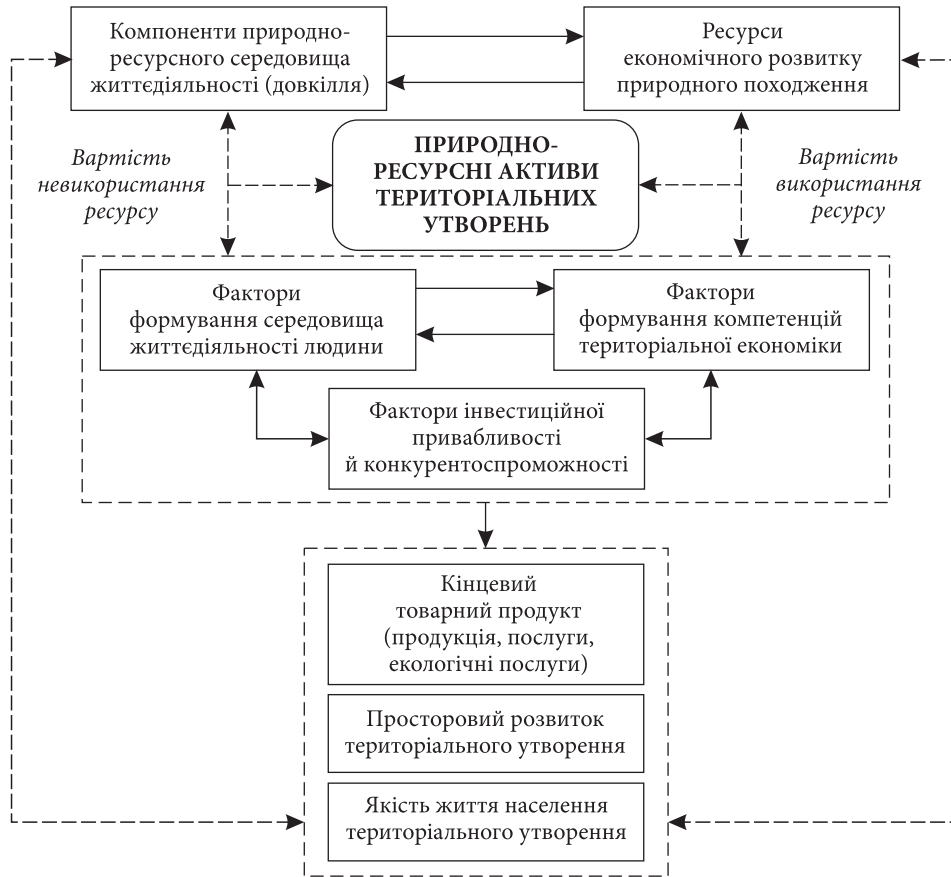 Компоненти природно-
ресурсного середовища
життєдіяльності (довкілля)
Ресурси
економічного розвитку
природного походження
Вартість
невикористання
ресурсу
ПРИРОДНО-
РЕСУРСНІ АКТИВИ
ТЕРИТОРІАЛЬНИХ
УТВОРЕНЬ
Вартість
використання
ресурсу
Фактори
формування середовища
життєдіяльності людини
Фактори
формування компетенцій
територіальної економіки
Фактори інвестиційної
привабливості
й конкурентоспроможності
Кінцевий
товарний продукт
(продукція, послуги,
екологічні послуги)
Просторовий розвиток
територіального утворення
Якість життя населення
територіального утворення